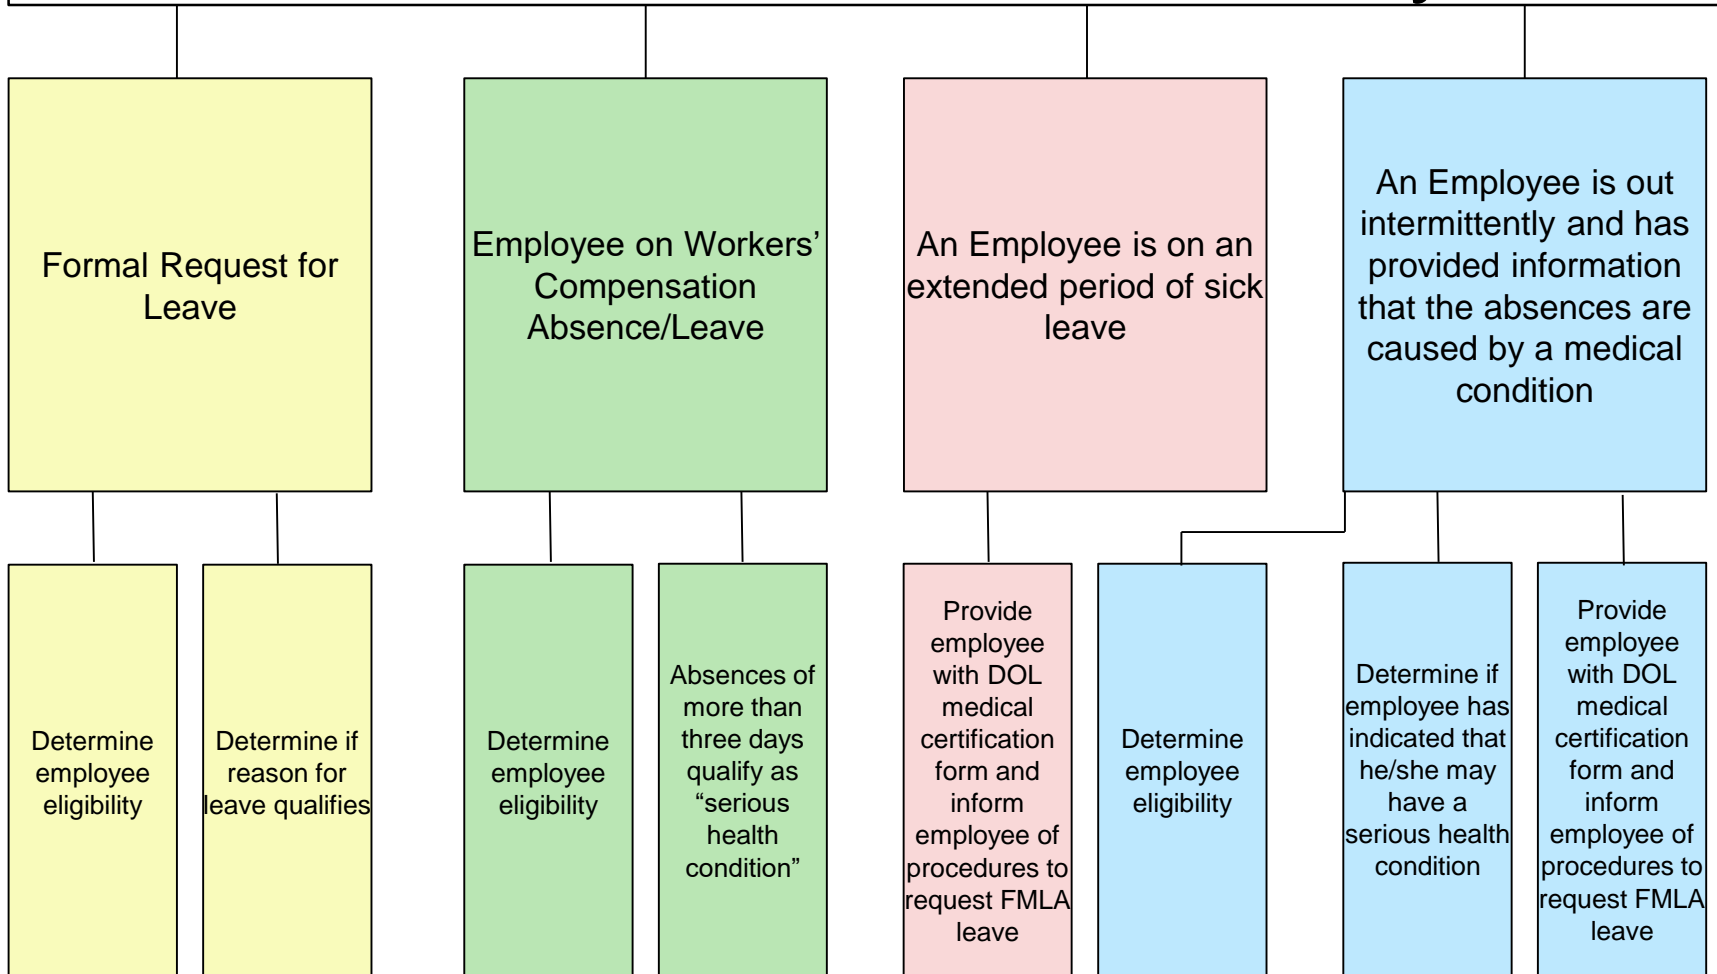 Formal Request for
Leave
Employee on Workers’
Compensation
Absence/Leave
An Employee is on an
extended period of sick
leave
An Employee is out
intermittently and has
provided information
that the absences are
caused by a medical
condition
Determine
employee
eligibility
Determine if
reason for
leave qualifies
Determine
employee
eligibility
Absences of
more than
three days
qualify as
“serious
health
condition”
Provide
employee
with DOL
medical
certification
form and
inform
employee of
procedures to
request FMLA
leave
Determine
employee
eligibility
Determine if
employee has
indicated that
he/she may
have a
serious health
condition
Provide
employee
with DOL
medical
certification
form and
inform
employee of
procedures to
request FMLA
leave